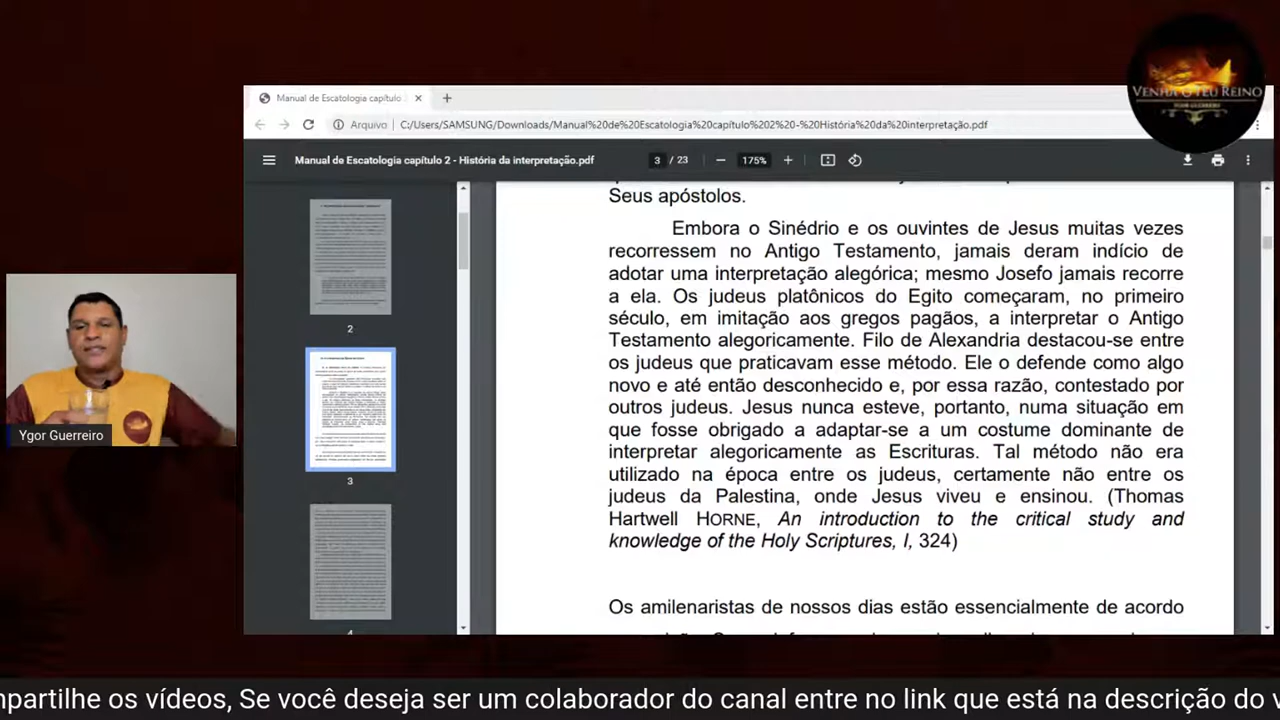 VENHA O TEU REINO
YGOR GUERREIRO
Manual de Escatologia capítulo 2
Arquivo C:/Users/SAMSUNG/Downloads/Manual%20de%20Escatologia%20capítulo%202%20-%20História%20da%20interpretação.pdf
Manual de Escatologia capítulo 2 - História da interpretação.pdf 3 / 23 175%
Seus apóstolos.
Embora o Sinédrio e os ouvintes de Jesus muitas vezes
recorressem no Antigo Testamento, jamais deram indício de
adotar uma interpretação alegórica; mesmo Josefo jamais recorre
a ela. Os judeus platônicos do Egito começaram, no primeiro
século, em imitação aos gregos pagãos, a interpretar o Antigo
Testamento alegoricamente. Filo de Alexandria destacou-se entre
os judeus que praticavam esse método. Ele o defende como algo
novo e até então desconhecido e, por essa razão, contestado por
outros judeus. Jesus nunca esteve, portanto, numa situação em
que fosse obrigado a adaptar-se a um costume dominante de
interpretar alegoricamente as Escrituras. Tal método não era
utilizado na época entre os judeus, certamente não entre os
judeus da Palestina, onde Jesus viveu e ensinou. (Thomas
Hartwell HORNE, An introduction to the critical study and
knowledge of the Holy Scriptures, I, 324)
Os amilenaristas de nossos dias estão essencialmente de acordo
2
3
4
Ygor Guerreiro
partilhe os vídeos, Se você deseja ser um colaborador do canal entre no link que está na descrição do